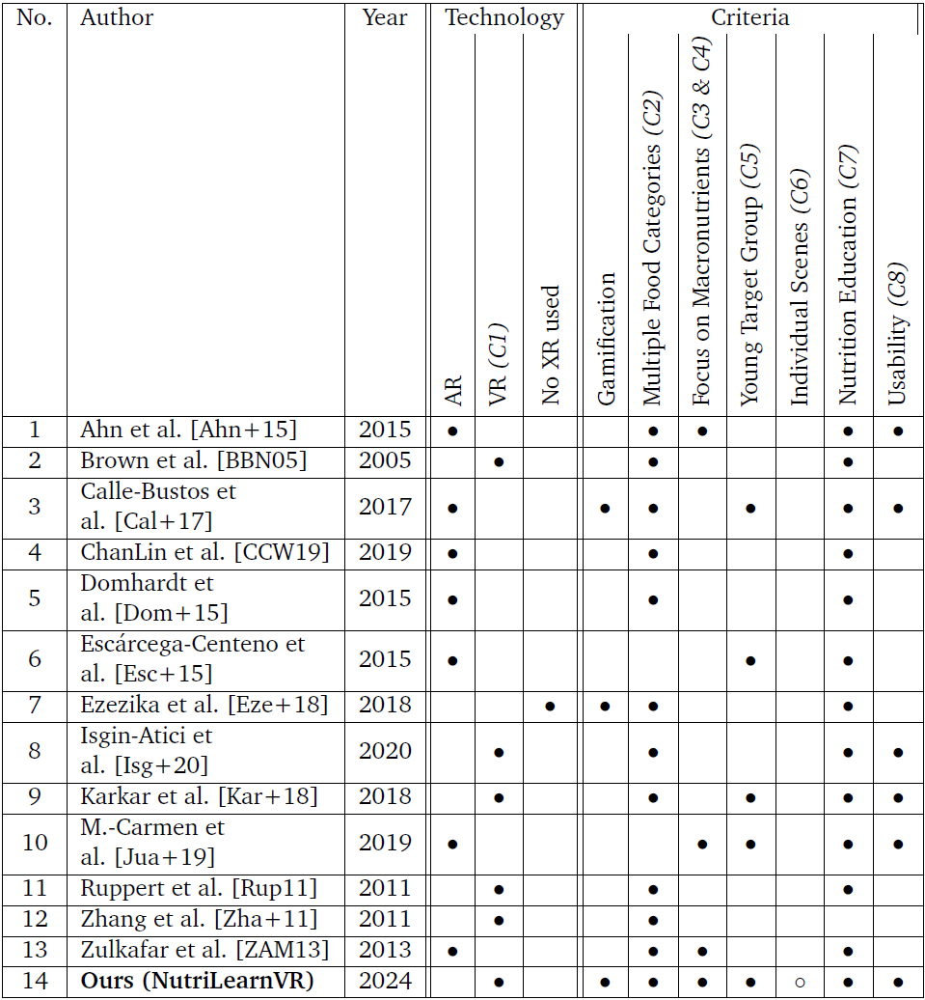 No. Author Year Technology Criteria
AR VR (C1) No XR used Gamification Multiple Food Categories (C2) Focus on Macronutrients (C3 & C4) Young Target Group (C5) Individual Scenes (C6) Nutrition Education (C7) Usability (C8)
1 Ahn et al. [Ahn+15] 2015 • • • • •
2 Brown et al. [BBN05] 2005 • • •
3 Calle-Bustos et
al. [Cal+17] 2017 • • • • • •
4 ChanLin et al. [CCW19] 2019 • • •
5 Domhardt et
al. [Dom+15] 2015 • • •
6 Escárcega-Centeno et
al. [Esc+15] 2015 • • •
7 Ezezika et al. [Eze+18] 2018 • • • •
8 Isgin-Atici et
al. [Isg+20] 2020 • • • •
9 Karkar et al. [Kar+18] 2018 • • • • •
10 M.-Carmen et
al. [Jua+19] 2019 • • • • •
11 Ruppert et al. [Rup11] 2011 • • •
12 Zhang et al. [Zha+11] 2011 • •
13 Zulkafar et al. [ZAM13] 2013 • • • •
14 Ours (NutriLearnVR) 2024 • • • • • ○ • •